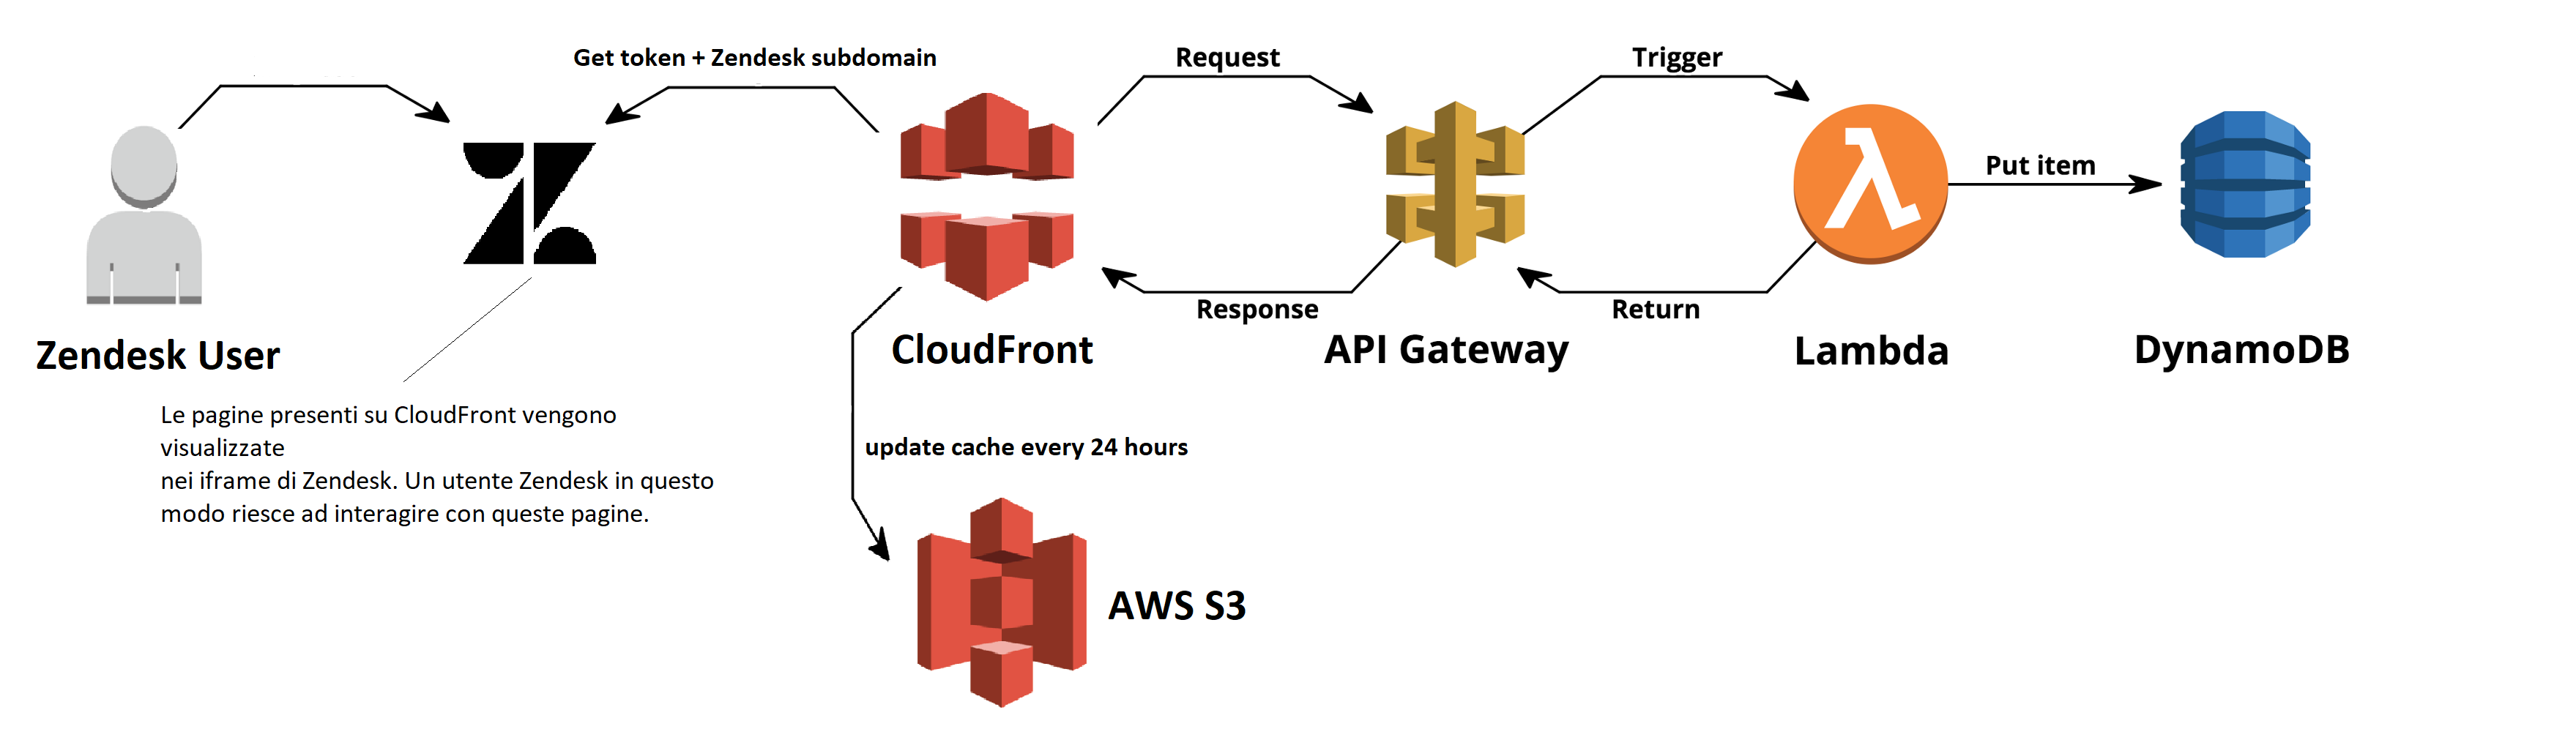 Get token + Zendesk subdomain
Request
Trigger
Put item
Response
Return
Zendesk User
CloudFront
API Gateway
Lambda
DynamoDB
Le pagine presenti su CloudFront vengono
visualizzate
nei iframe di Zendesk. Un utente Zendesk in questo
modo riesce ad interagire con queste pagine.
update cache every 24 hours
AWS S3